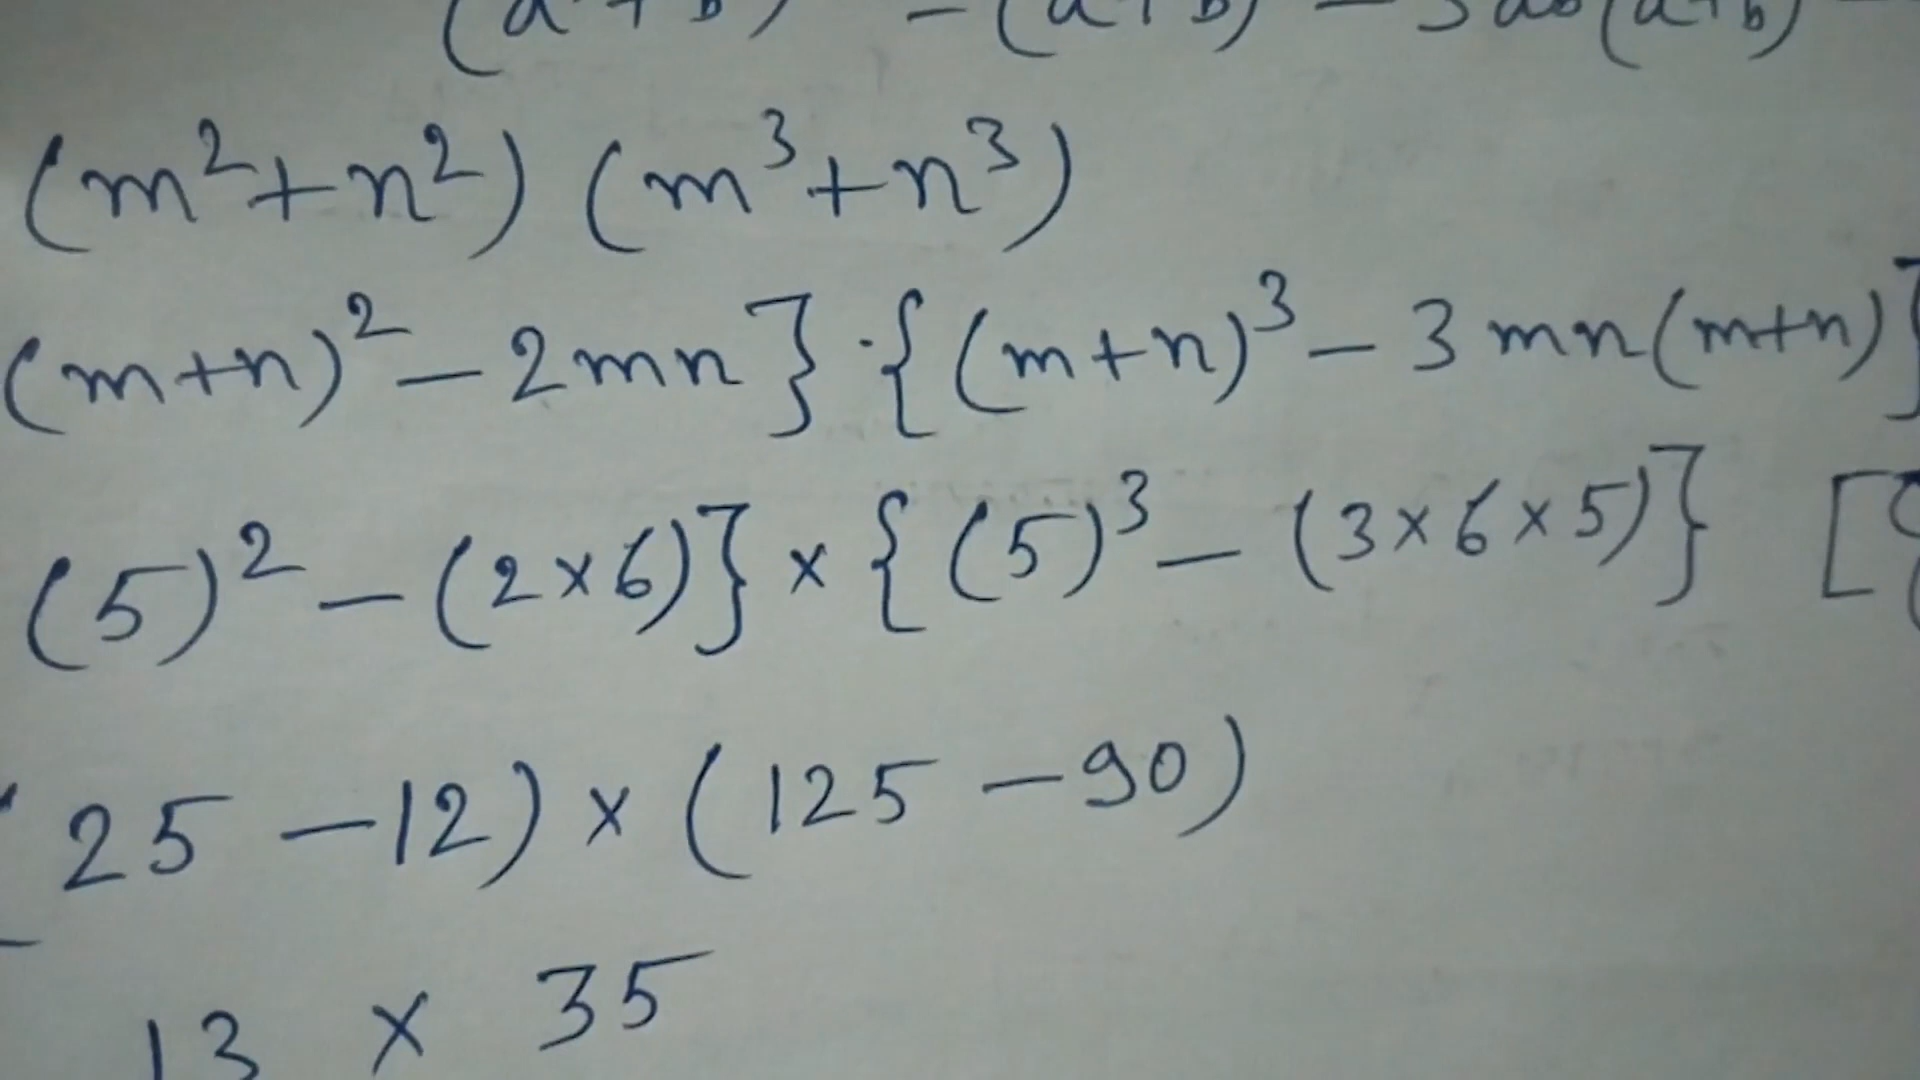 (a + b) - (a + b) - 3ab(a+b)
(m²+n²) (m³+n³)
(m+n)² - 2mn} · {(m+n)³ - 3mn(m+n)}
(5)² - (2×6)} × {(5)³ - (3×6×5)} [
25 - 12) × (125 - 90)
13 × 35